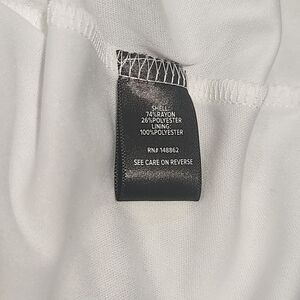 SHELL:
74%RAYON
26%POLYESTER
LINING:
100%POLYESTER
RN# 148862
SEE CARE ON REVERSE